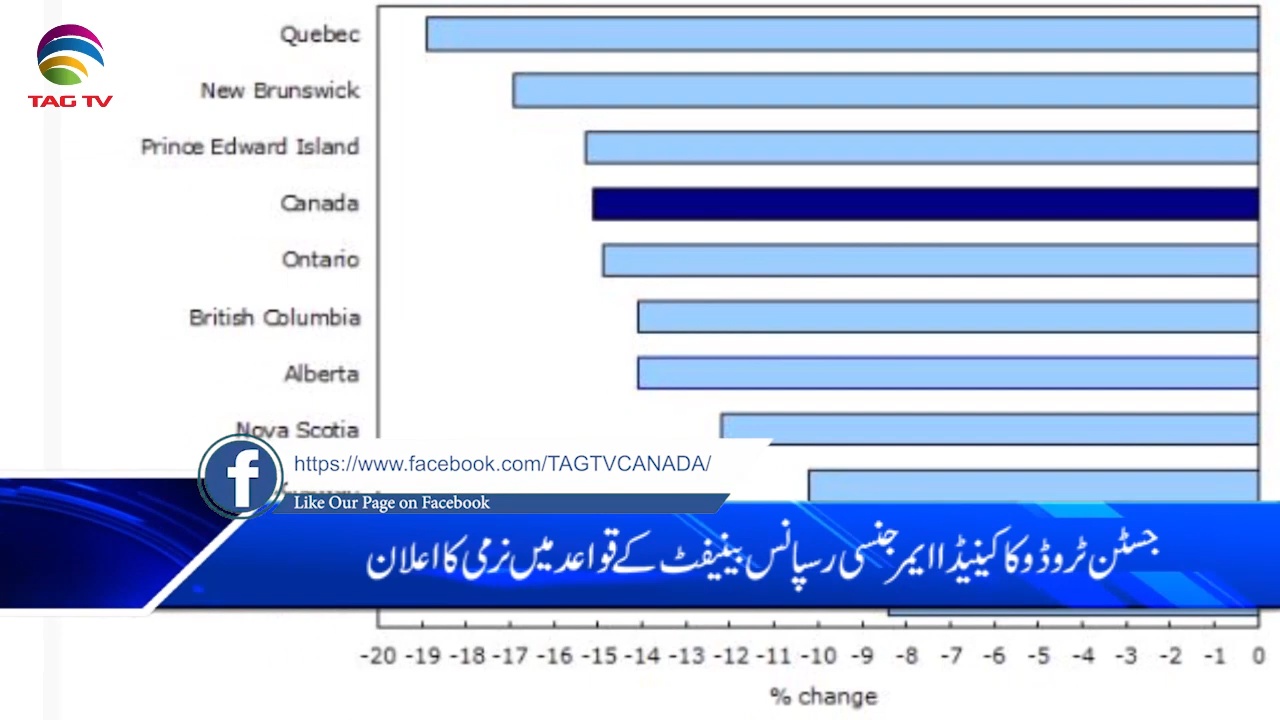 Quebec
TAG TV
New Brunswick
Prince Edward Island
Canada
Ontario
British Columbia
Alberta
Nova Scotia
https://www.facebook.com/TAGTVCANADA/
Like Our Page on Facebook
جسٹن ٹروڈو کا کینیڈا ایمرجنسی رسپانس بینیفٹ کے قواعد میں نرمی کا اعلان
-20 -19 -18 -17 -16 -15 -14 -13 -12 -11 -10 -9 -8 -7 -6 -5 -4 -3 -2 -1 0
% change